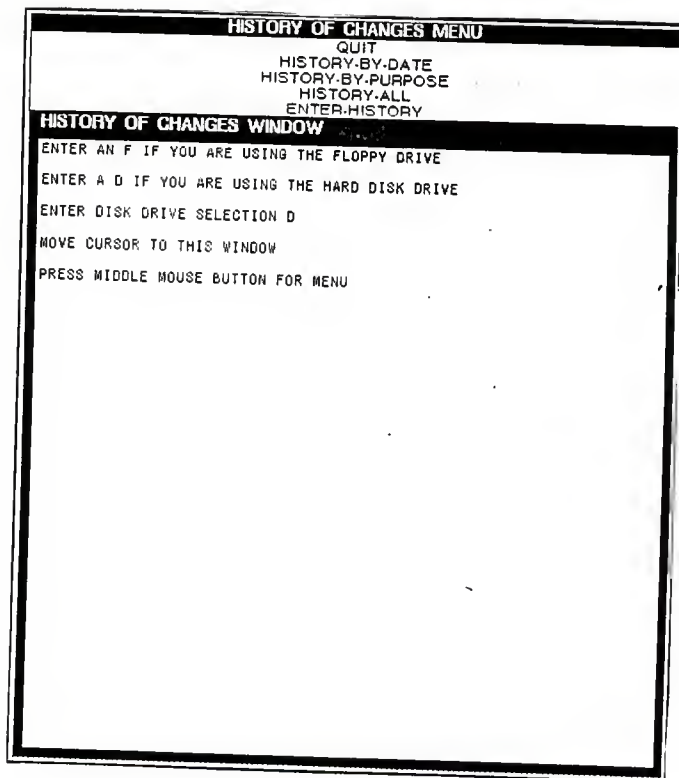 HISTORY OF CHANGES MENU
QUIT
HISTORY-BY-DATE
HISTORY-BY-PURPOSE
HISTORY-ALL
ENTER-HISTORY
HISTORY OF CHANGES WINDOW
ENTER AN F IF YOU ARE USING THE FLOPPY DRIVE
ENTER A D IF YOU ARE USING THE HARD DISK DRIVE
ENTER DISK DRIVE SELECTION D
MOVE CURSOR TO THIS WINDOW
PRESS MIDDLE MOUSE BUTTON FOR MENU